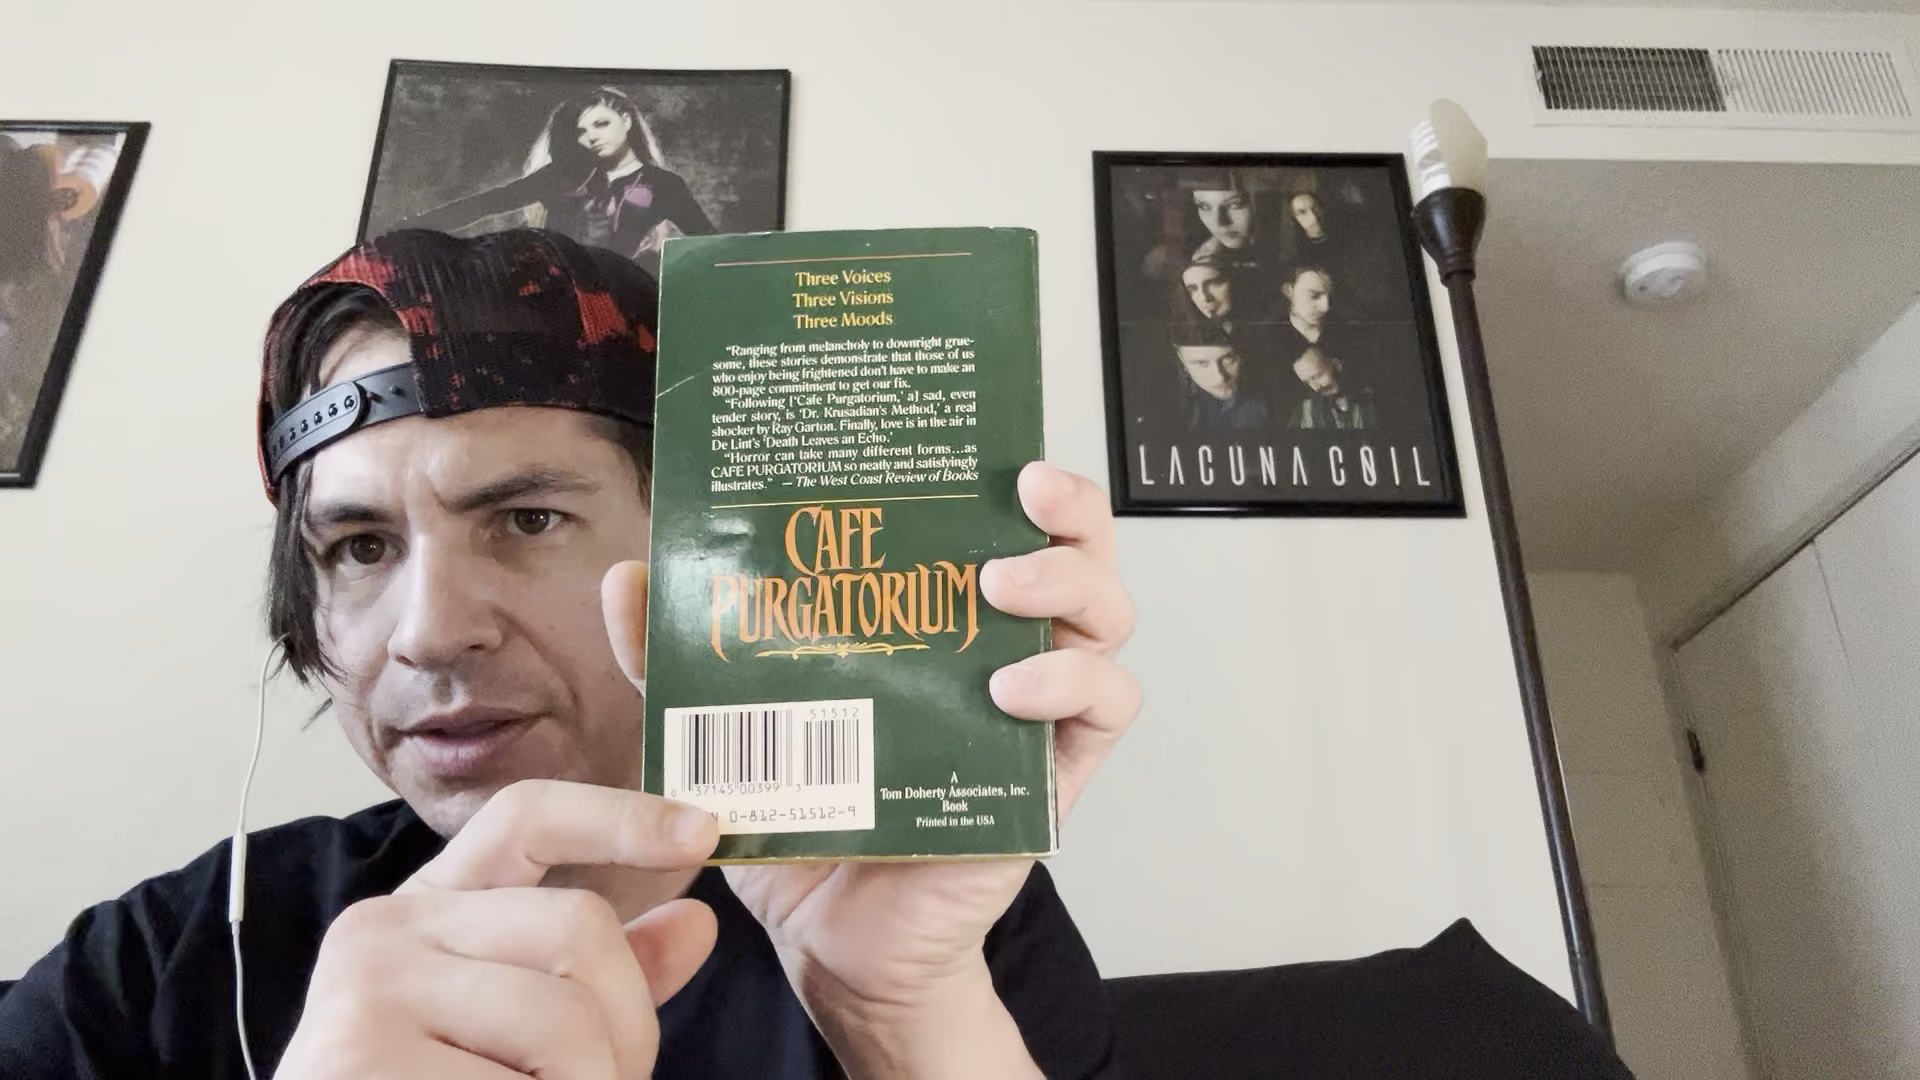 Three Voices
Three Visions
Three Moods
"Ranging from melancholy to downright grue-
some, these stories demonstrate that those of us
who enjoy being frightened don't have to make an
800-page commitment to get our fix.
"Following ['Cafe Purgatorium,' a] sad, even
tender story, is 'Dr. Krusadian's Method,' a real
shocker by Ray Garton. Finally, love is in the air in
De Lint's 'Death Leaves an Echo.'
"Horror can take many different forms...as
CAFE PURGATORIUM so neatly and satisfyingly
illustrates." — The West Coast Review of Books
CAFE
PURGATORIUM
51512
0 37145 00399 3
N 0-812-51512-9
A
Tom Doherty Associates, Inc.
Book
Printed in the USA
LACUNA COIL